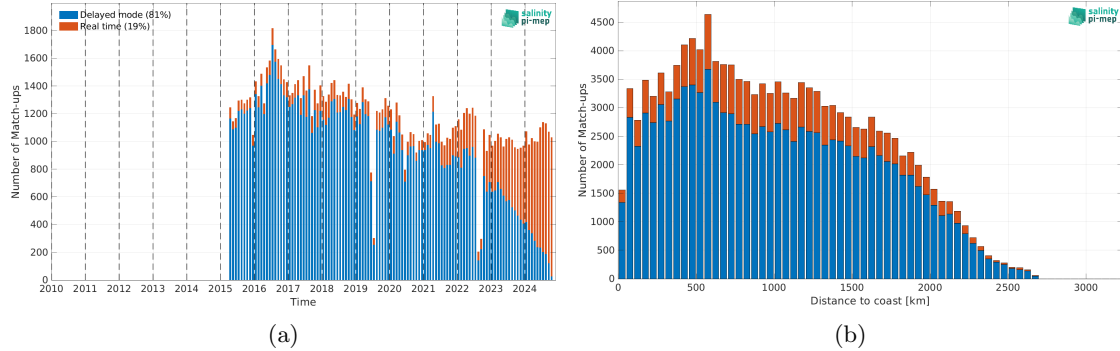 Delayed mode (81%)
Real time (19%)
salinity
pi-mep
Number of Match-ups
1800
1600
1400
1200
1000
800
600
400
200
0
2010 2011 2012 2013 2014 2015 2016 2017 2018 2019 2020 2021 2022 2023 2024
Time
(a)
salinity
pi-mep
Number of Match-ups
4500
4000
3500
3000
2500
2000
1500
1000
500
0
0 500 1000 1500 2000 2500 3000
Distance to coast [km]
(b)